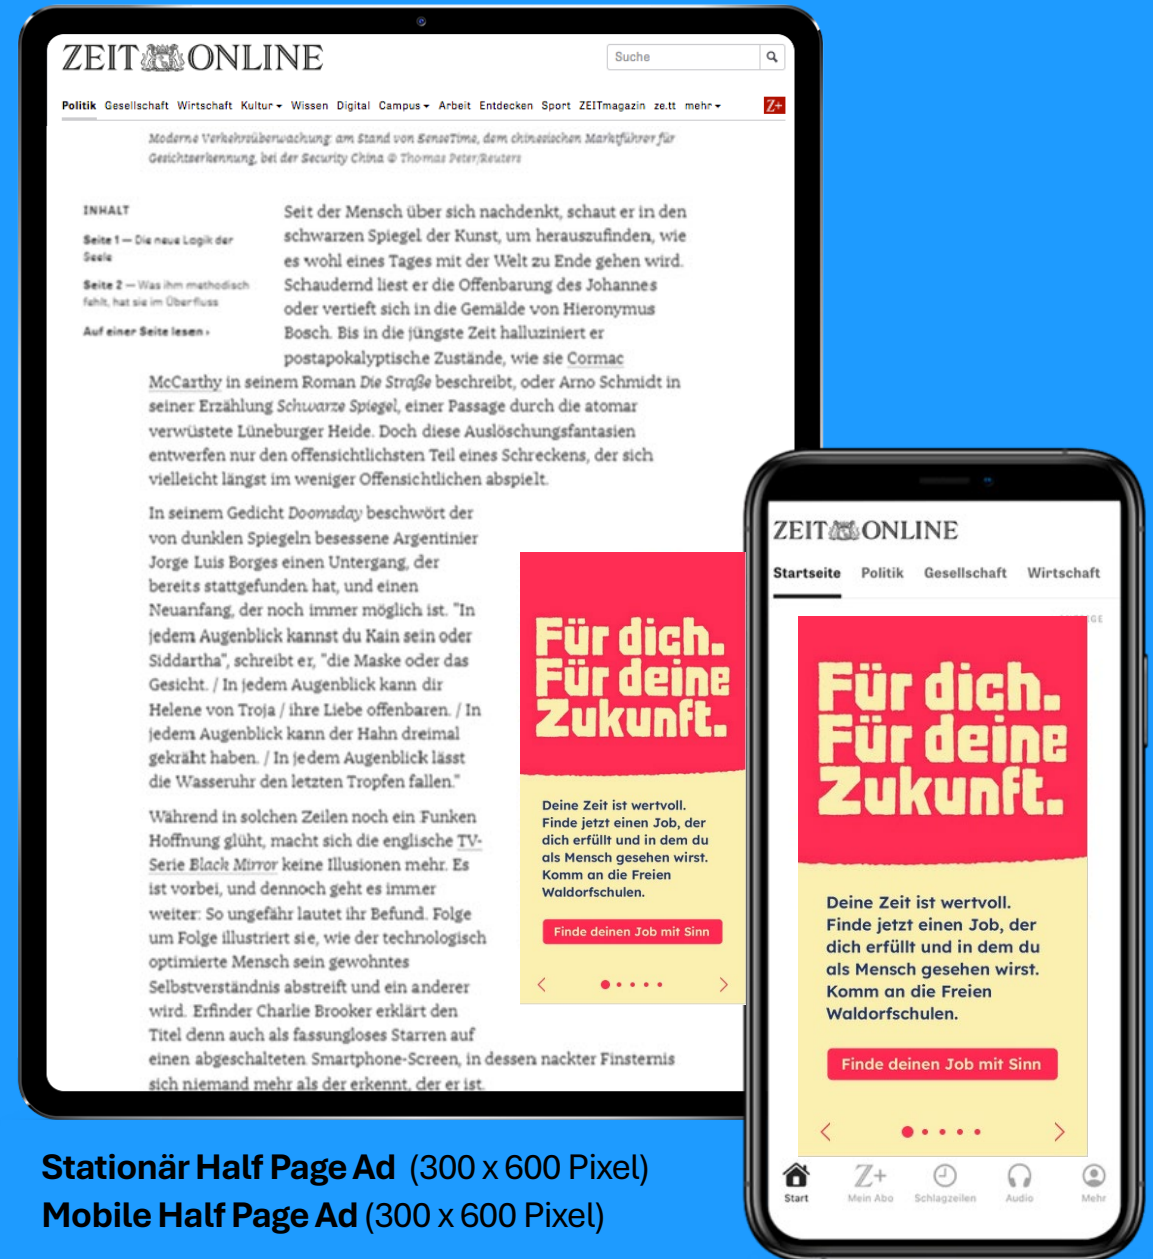 ZEIT ONLINE
Suche
Politik Gesellschaft Wirtschaft Kultur Wissen Digital Campus Arbeit Entdecken Sport ZEITmagazin ze.tt mehr Z+
Moderne Verkehrsüberwachung: am Stand von SenseTime, dem chinesischen Marktführer für
Gesichtserkennung, bei der Security China © Thomas Peter/Reuters
INHALT
Seite 1 — Die neue Logik der
Seele
Seite 2 — Was ihm methodisch
fehlt, hat sie im Überfluss
Auf einer Seite lesen ›
Seit der Mensch über sich nachdenkt, schaut er in den
schwarzen Spiegel der Kunst, um herauszufinden, wie
es wohl eines Tages mit der Welt zu Ende gehen wird.
Schaudernd liest er die Offenbarung des Johannes
oder vertieft sich in die Gemälde von Hieronymus
Bosch. Bis in die jüngste Zeit halluziniert er
postapokalyptische Zustände, wie sie Cormac
McCarthy in seinem Roman Die Straße beschreibt, oder Arno Schmidt in
seiner Erzählung Schwarze Spiegel, einer Passage durch die atomar
verwüstete Lüneburger Heide. Doch diese Auslöschungsfantasien
entwerfen nur den offensichtlichsten Teil eines Schreckens, der sich
vielleicht längst im weniger Offensichtlichen abspielt.
In seinem Gedicht Doomsday beschwört der
von dunklen Spiegeln besessene Argentinier
Jorge Luis Borges einen Untergang, der
bereits stattgefunden hat, und einen
Neuanfang, der noch immer möglich ist. "In
jedem Augenblick kannst du Kain sein oder
Siddartha", schreibt er, "die Maske oder das
Gesicht. / In jedem Augenblick kann dir
Helene von Troja / ihre Liebe offenbaren. / In
jedem Augenblick kann der Hahn dreimal
gekräht haben. / In jedem Augenblick lässt
die Wasseruhr den letzten Tropfen fallen."
Während in solchen Zeilen noch ein Funken
Hoffnung glüht, macht sich die englische TV-
Serie Black Mirror keine Illusionen mehr. Es
ist vorbei, und dennoch geht es immer
weiter: So ungefähr lautet ihr Befund. Folge
um Folge illustriert sie, wie der technologisch
optimierte Mensch sein gewohntes
Selbstverständnis abstreift und ein anderer
wird. Erfinder Charlie Brooker erklärt den
Titel denn auch als fassungloses Starren auf
einen abgeschalteten Smartphone-Screen, in dessen nackter Finsternis
sich niemand mehr als der erkennt, der er ist.
Für dich.
Für deine
Zukunft.
Deine Zeit ist wertvoll.
Finde jetzt einen Job, der
dich erfüllt und in dem du
als Mensch gesehen wirst.
Komm an die Freien
Waldorfschulen.
Finde deinen Job mit Sinn
ZEIT ONLINE
Startseite Politik Gesellschaft Wirtschaft
Für dich.
Für deine
Zukunft.
Deine Zeit ist wertvoll.
Finde jetzt einen Job, der
dich erfüllt und in dem du
als Mensch gesehen wirst.
Komm an die Freien
Waldorfschulen.
Finde deinen Job mit Sinn
Z+
Start Mein Abo Schlagzeilen Audio Mehr
Stationär Half Page Ad (300 x 600 Pixel)
Mobile Half Page Ad (300 x 600 Pixel)